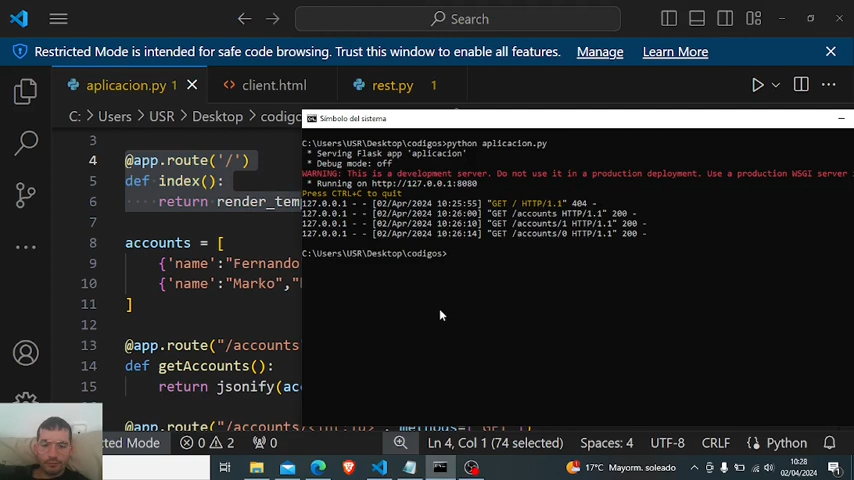 Search
Restricted Mode is intended for safe code browsing. Trust this window to enable all features. Manage Learn More
aplicacion.py 1
client.html
rest.py 1
C: > Users > USR > Desktop > codigo
Símbolo del sistema
3
4 @app.route('/')
5 def index():
6 return render_tem
7
8 accounts = [
9 {'name':"Fernando
10 {'name':"Marko","
11 ]
12
13 @app.route("/accounts
14 def getAccounts():
15 return jsonify(acc
C:\Users\USR\Desktop\codigos>python aplicacion.py
* Serving Flask app 'aplicacion'
* Debug mode: off
WARNING: This is a development server. Do not use it in a production deployment. Use a production WSGI serve
* Running on http://127.0.0.1:8080
Press CTRL+C to quit
127.0.0.1 - - [02/Apr/2024 10:25:55] "GET / HTTP/1.1" 404 -
127.0.0.1 - - [02/Apr/2024 10:26:00] "GET /accounts HTTP/1.1" 200 -
127.0.0.1 - - [02/Apr/2024 10:26:10] "GET /accounts/1 HTTP/1.1" 200 -
127.0.0.1 - - [02/Apr/2024 10:26:14] "GET /accounts/0 HTTP/1.1" 200 -
C:\Users\USR\Desktop\codigos>
ed Mode 0 2 0 Ln 4, Col 1 (74 selected) Spaces: 4 UTF-8 CRLF Python
17°C Mayorm. soleado
10:28
02/04/2024